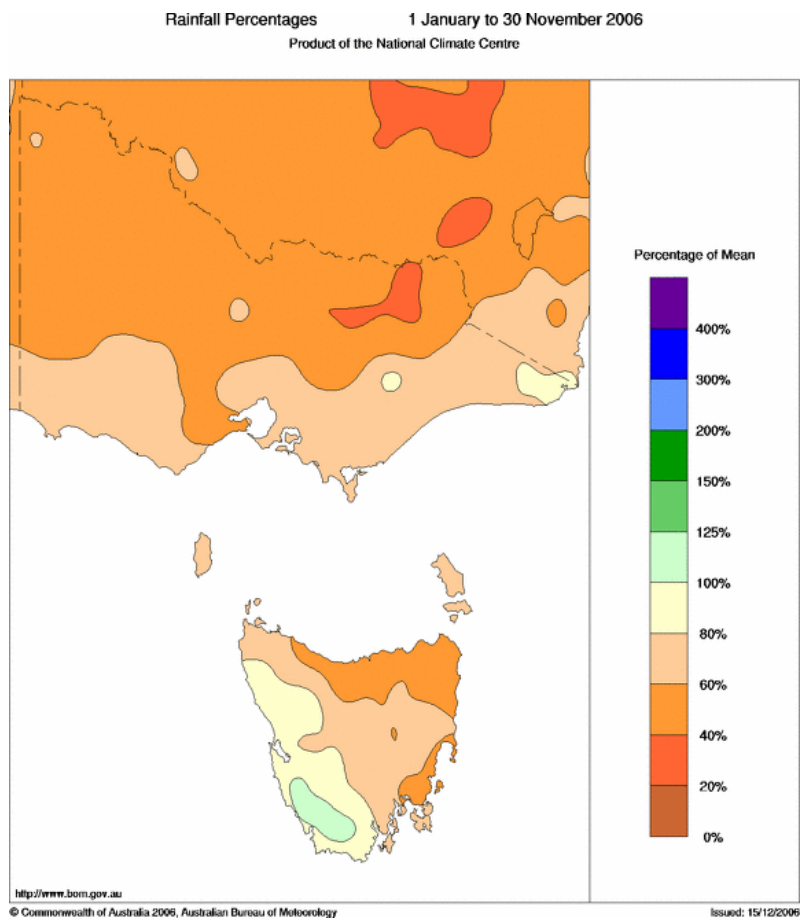 Rainfall Percentages 1 January to 30 November 2006
Product of the National Climate Centre
Percentage of Mean
400%
300%
200%
150%
125%
100%
80%
60%
40%
20%
0%
http://www.bom.gov.au
© Commonwealth of Australia 2006, Australian Bureau of Meteorology Issued: 15/12/2006